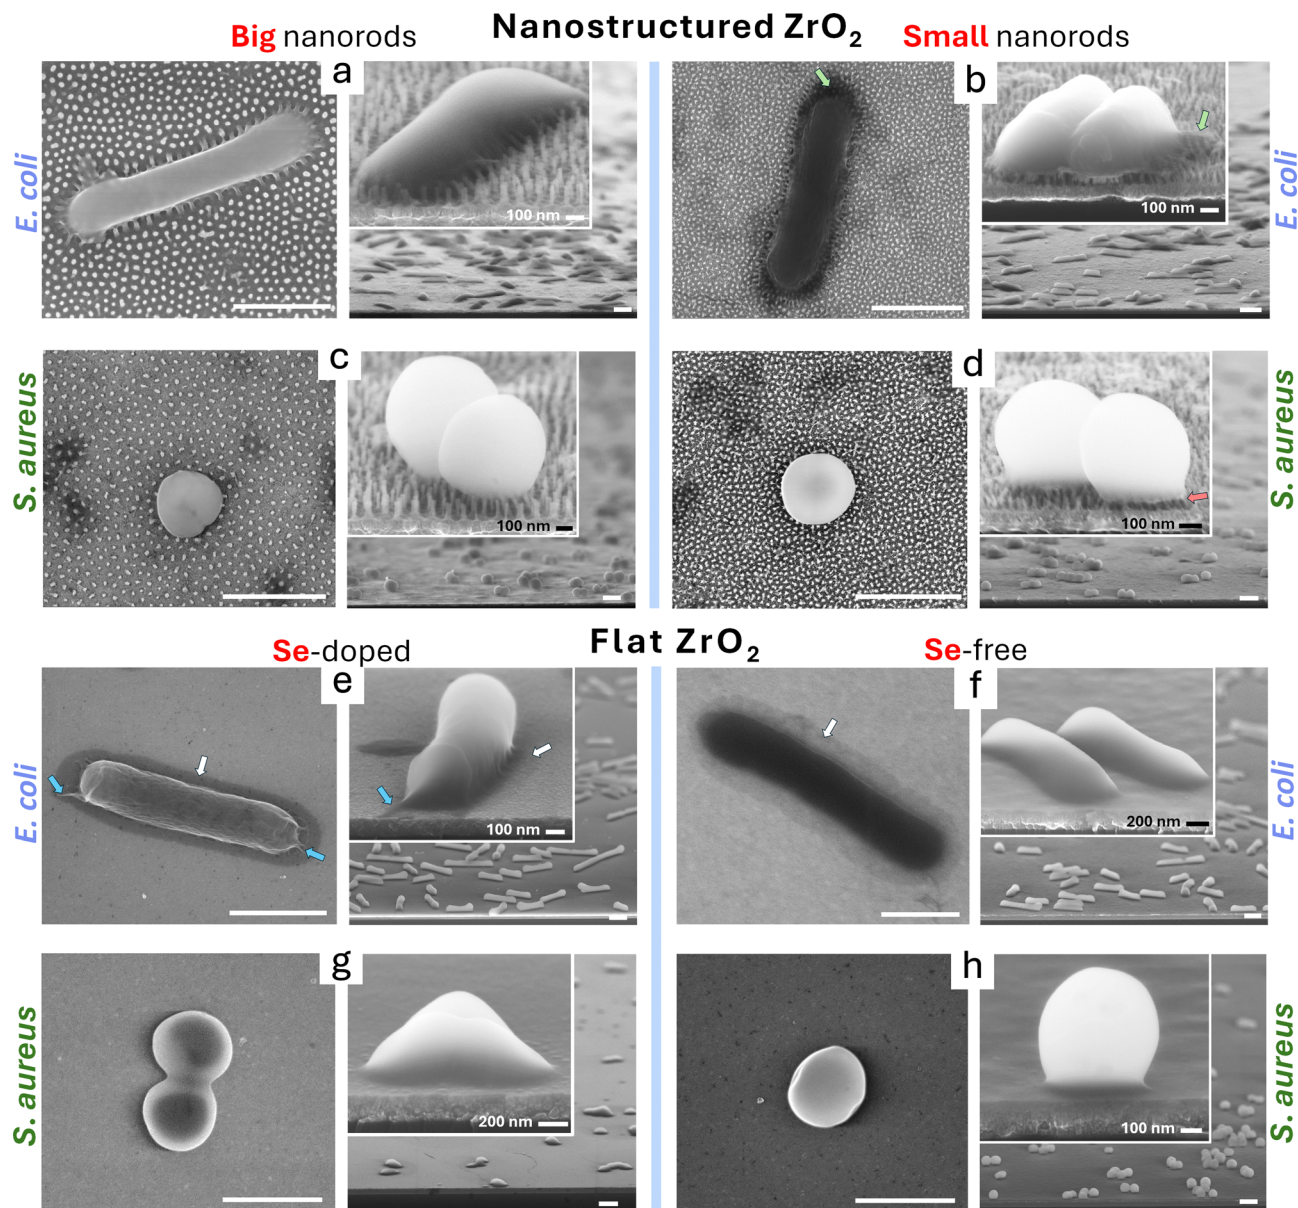 Nanostructured ZrO2
Big nanorods
Small nanorods
a
b
E. coli
100 nm
100 nm
E. coli
c
d
S. aureus
100 nm
100 nm
S. aureus
Flat ZrO2
Se-doped
Se-free
e
f
E. coli
100 nm
200 nm
E. coli
g
h
S. aureus
200 nm
100 nm
S. aureus